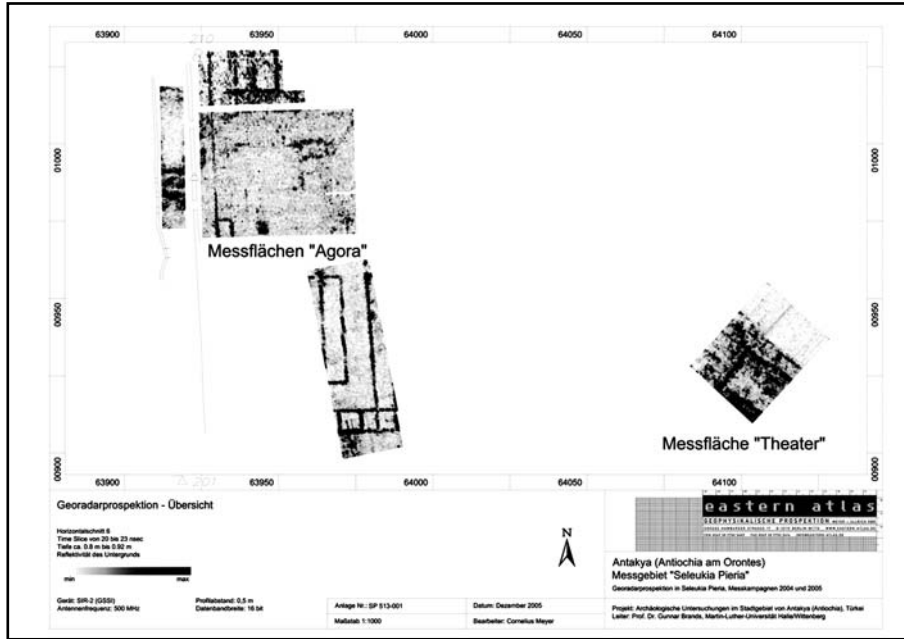 63900 63950 64000 64050 64100
210
01000 01000
Messflächen "Agora"
00950 00950
Messfläche "Theater"
00900 00900
201
63900 63950 64000 64050 64100
Georadarprospektion - Übersicht
Horizontalschnitt 6
Time Slice von 20 bis 23 nsec
Tiefe ca. 0.8 m bis 0.92 m
Reflektivität des Untergrunds
min max
Gerät: SIR-2 (GSSI) Profilabstand: 0,5 m
Antennenfrequenz: 500 MHz Datenbandbreite: 16 bit
N
Anlage Nr.: SP 513-001 Datum: Dezember 2005
Maßstab 1:1000 Bearbeiter: Cornelius Meyer
eastern atlas
GEOPHYSIKALISCHE PROSPEKTION
Antakya (Antiochia am Orontes)
Messgebiet "Seleukia Pieria"
Georadarprospektion in Seleukia Pieria, Messkampagnen 2004 und 2005
Projekt: Archäologische Untersuchungen im Stadtgebiet von Antakya (Antiochia), Türkei
Leiter: Prof. Dr. Gunnar Brands, Martin-Luther-Universität Halle/Wittenberg